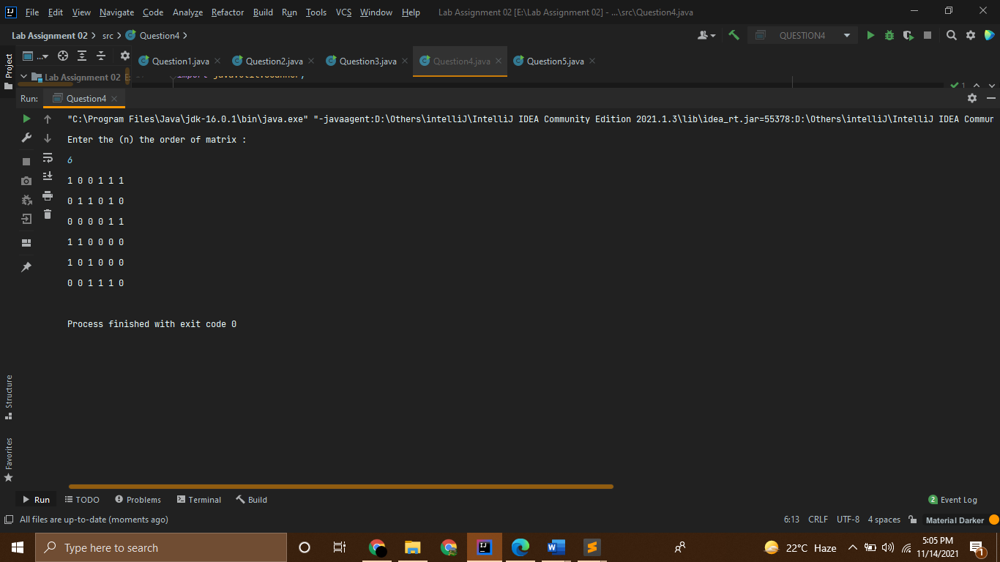 File Edit View Navigate Code Analyze Refactor Build Run Tools VCS Window Help Lab Assignment 02 [E:\Lab Assignment 02] - ...\src\Question4.java
Lab Assignment 02 src Question4 QUESTION4
Project
... Question1.java Question2.java Question3.java Question4.java Question5.java
Lab Assignment 02 import java.util.Scanner; 1
Run: Question4
"C:\Program Files\Java\jdk-16.0.1\bin\java.exe" "-javaagent:D:\Others\intelliJ\IntelliJ IDEA Community Edition 2021.1.3\lib\idea_rt.jar=55378:D:\Others\intelliJ\IntelliJ IDEA Commun
Enter the (n) the order of matrix :
6
1 0 0 1 1 1
0 1 1 0 1 0
0 0 0 0 1 1
1 1 0 0 0 0
1 0 1 0 0 0
0 0 1 1 1 0
Process finished with exit code 0
Structure
Favorites
Run TODO Problems Terminal Build 2 Event Log
All files are up-to-date (moments ago) 6:13 CRLF UTF-8 4 spaces Material Darker
Type here to search 22°C Haze 5:05 PM
11/14/2021 1